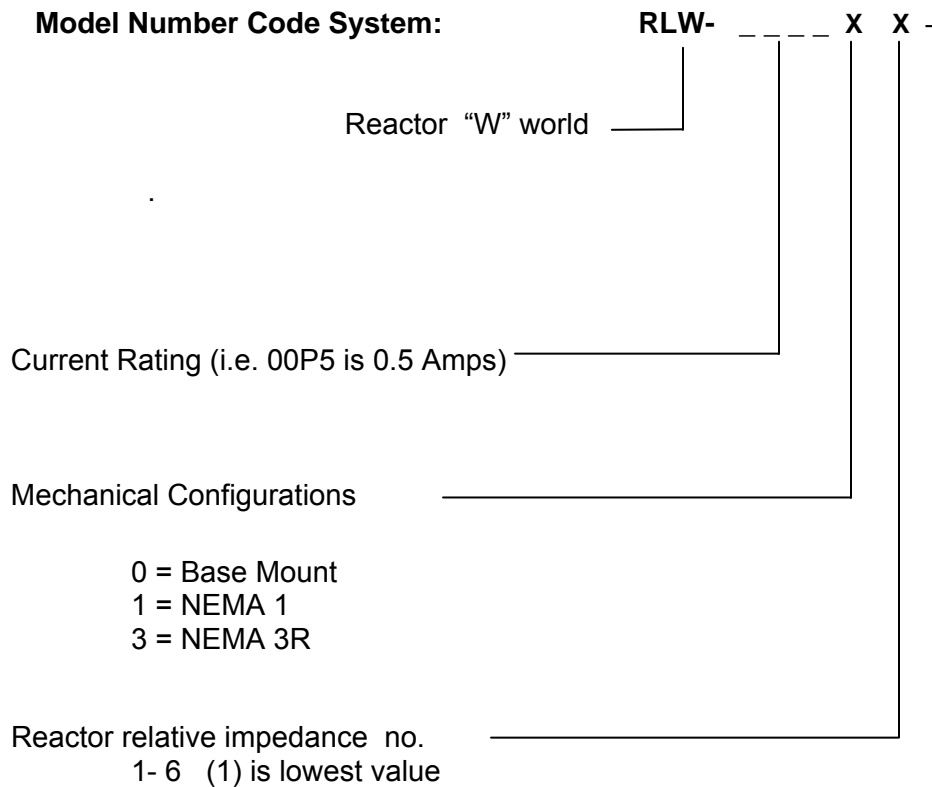 Model Number Code System: RLW- _ _ _ _ X X -
Reactor "W" world
.
Current Rating (i.e. 00P5 is 0.5 Amps)
Mechanical Configurations
0 = Base Mount
1 = NEMA 1
3 = NEMA 3R
Reactor relative impedance no.
1- 6 (1) is lowest value